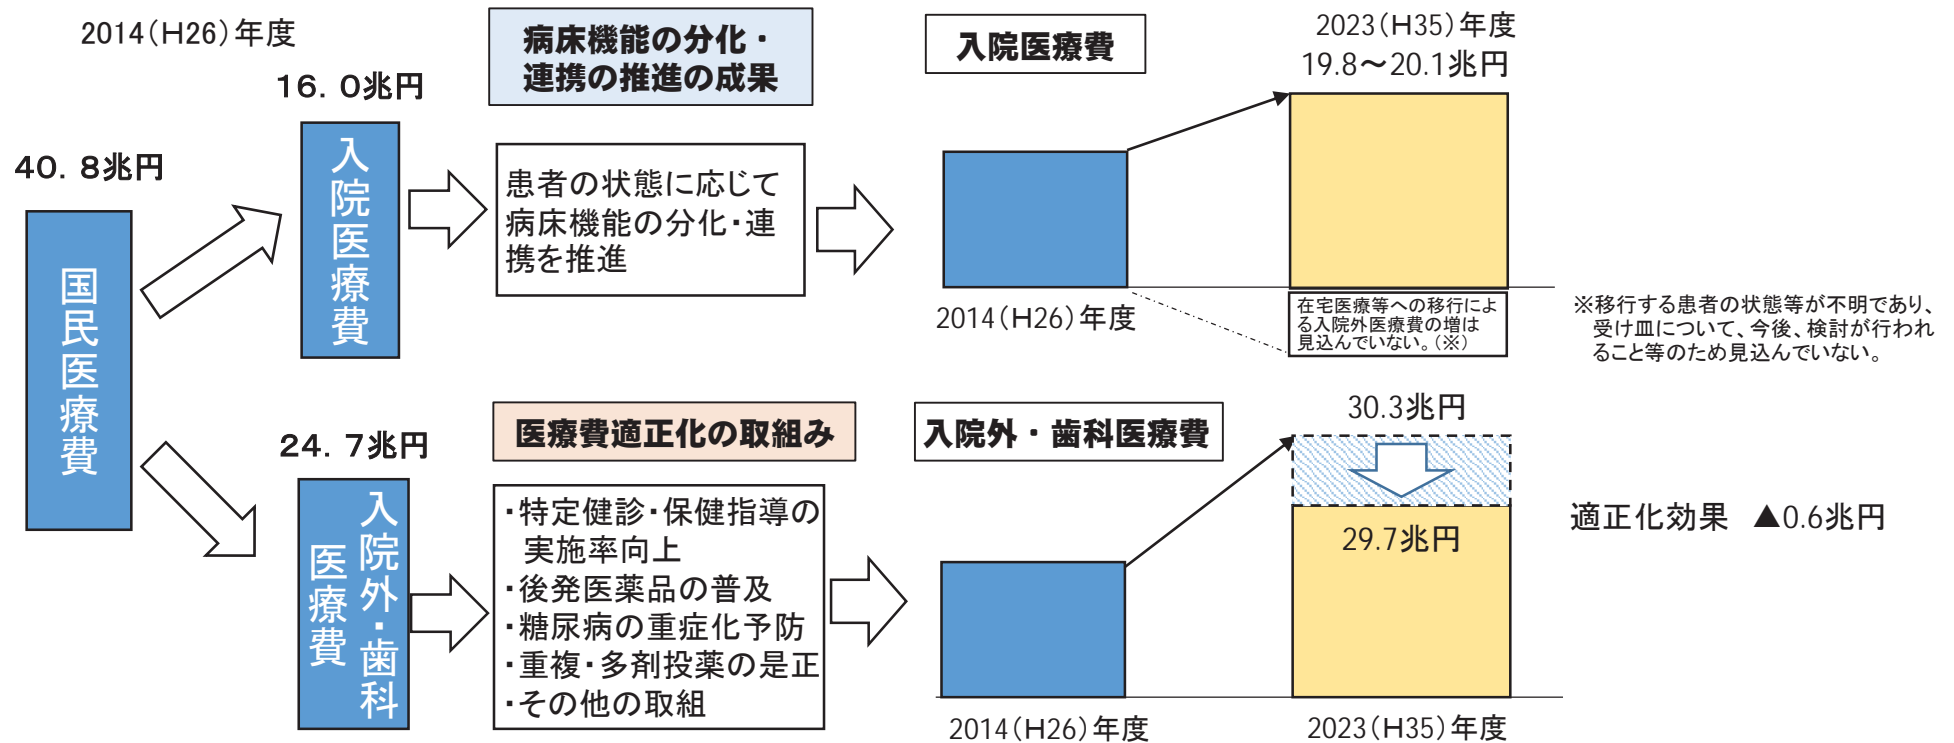 2014（H26）年度
40．8兆円
国民医療費
16．0兆円
入院医療費
病床機能の分化・
連携の推進の成果
患者の状態に応じて
病床機能の分化・連
携を推進
入院医療費
2014（H26）年度
2023（H35）年度
19.8～20.1兆円
在宅医療等への移行によ
る入院外医療費の増は
見込んでいない。（※）
※移行する患者の状態等が不明であり、
受け皿について、今後、検討が行われ
ること等のため見込んでいない。
24．7兆円
入院外・歯科
医療費
医療費適正化の取組み
・特定健診・保健指導の
実施率向上
・後発医薬品の普及
・糖尿病の重症化予防
・重複・多剤投薬の是正
・その他の取組
入院外・歯科医療費
2014（H26）年度
30.3兆円
29.7兆円
2023（H35）年度
適正化効果　▲0.6兆円